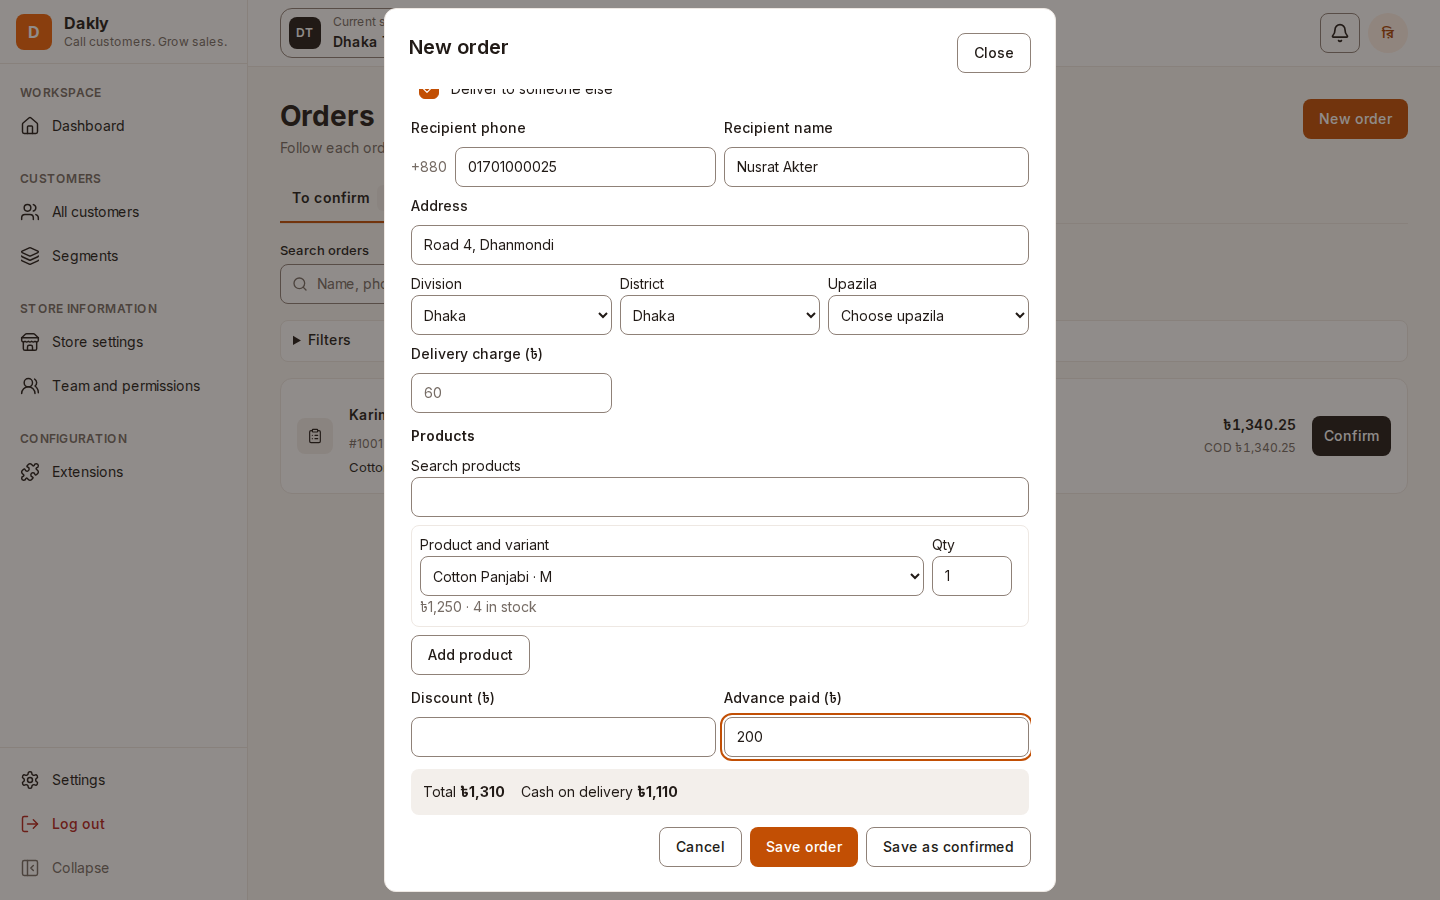 D
Dakly
Call customers. Grow sales.
WORKSPACE
Dashboard
CUSTOMERS
All customers
Segments
STORE INFORMATION
Store settings
Team and permissions
CONFIGURATION
Extensions
Settings
Log out
Collapse
DT
Current
Dhaka
রি
Orders
Follow each
New order
To confirm
Search orders
Name,
Filters
#1001
৳1,340.25
COD ৳1,340.25
Confirm
New order
Close
Deliver to someone else
Recipient phone
Recipient name
+880
01701000025
Nusrat Akter
Address
Road 4, Dhanmondi
Division
District
Upazila
Dhaka
Dhaka
Choose upazila
Delivery charge (৳)
60
Products
Search products
Product and variant
Qty
Cotton Panjabi · M
1
৳1,250 · 4 in stock
Add product
Discount (৳)
Advance paid (৳)
200
Total ৳1,310 Cash on delivery ৳1,110
Cancel
Save order
Save as confirmed